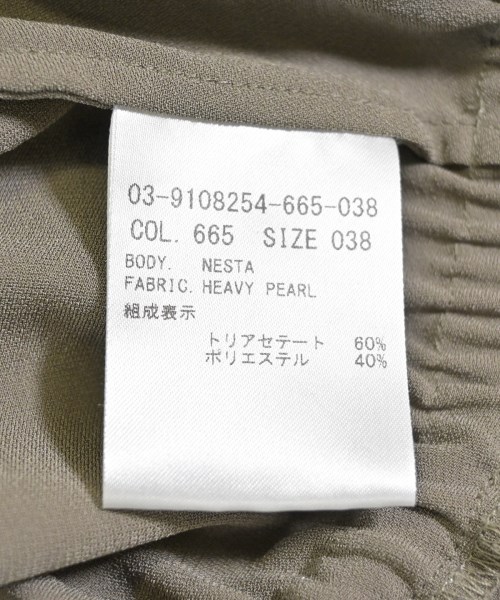 03-9108254-665-038
COL. 665 SIZE 038
BODY. NESTA
FABRIC. HEAVY PEARL
組成表示
トリアセテート 60%
ポリエステル 40%